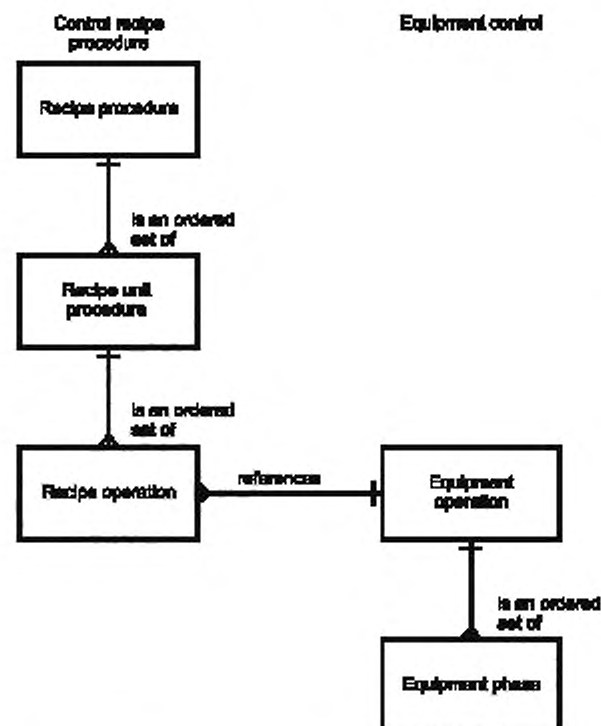 Control recipe
procedure
Equipment control
Recipe procedure
is an ordered
set of
Recipe unit
procedure
is an ordered
set of
Recipe operation
references
Equipment
operation
is an ordered
set of
Equipment phase